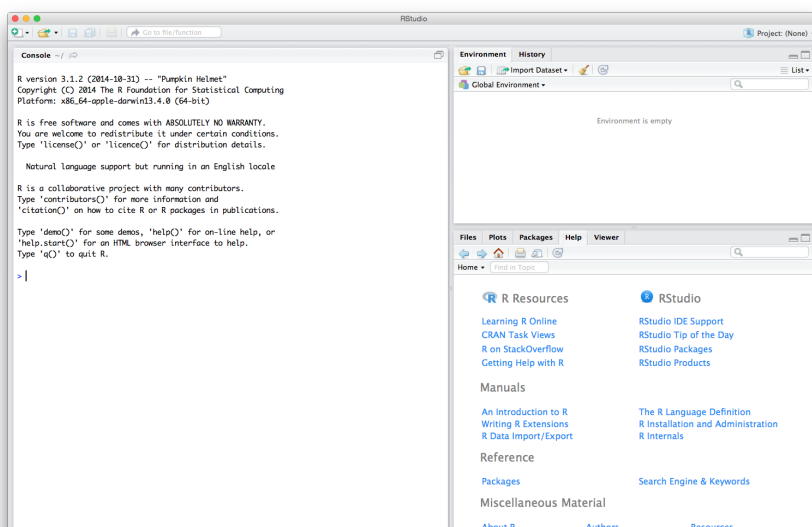 RStudio
Go to file/function
Project: (None)
Console ~/
R version 3.1.2 (2014-10-31) -- "Pumpkin Helmet"
Copyright (C) 2014 The R Foundation for Statistical Computing
Platform: x86_64-apple-darwin13.4.0 (64-bit)
R is free software and comes with ABSOLUTELY NO WARRANTY.
You are welcome to redistribute it under certain conditions.
Type 'license()' or 'licence()' for distribution details.
Natural language support but running in an English locale
R is a collaborative project with many contributors.
Type 'contributors()' for more information and
'citation()' on how to cite R or R packages in publications.
Type 'demo()' for some demos, 'help()' for on-line help, or
'help.start()' for an HTML browser interface to help.
Type 'q()' to quit R.
>
Environment History
Import Dataset
List
Global Environment
Environment is empty
Files Plots Packages Help Viewer
Home Find in Topic
R R Resources
R RStudio
Learning R Online
RStudio IDE Support
CRAN Task Views
RStudio Tip of the Day
R on StackOverflow
RStudio Packages
Getting Help with R
RStudio Products
Manuals
An Introduction to R
The R Language Definition
Writing R Extensions
R Installation and Administration
R Data Import/Export
R Internals
Reference
Packages
Search Engine & Keywords
Miscellaneous Material
About R Authors Resources